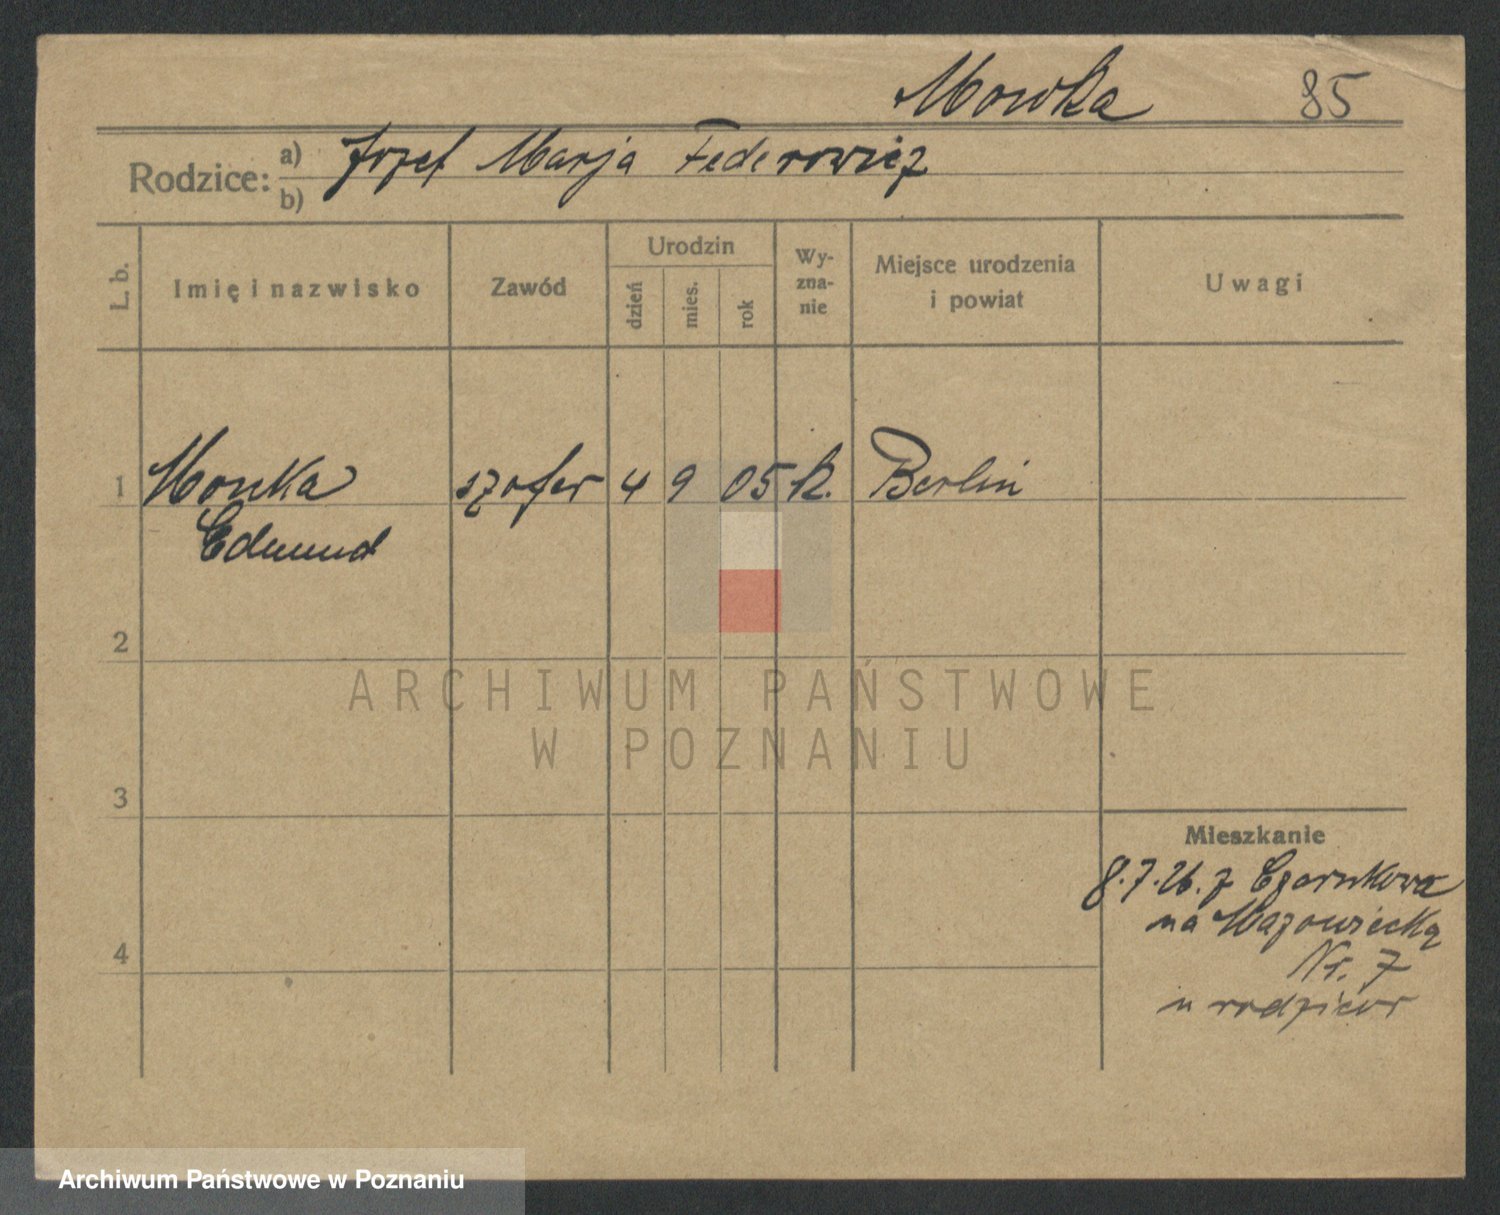 Mowka 85
Rodzice: a) Józef Marja Federowicz
b)
L. b.
Imię i nazwisko
Zawód
Urodzin
dzień
mies.
rok
Wy-
zna-
nie
Miejsce urodzenia
i powiat
Uwagi
1 Mowka szofer 4 9 05 k. Berlin
Edmund
2
3
4
Mieszkanie
8.7.26. z Czarnkowa
na Mazowiecką
Nr. 7
u rodziców
ARCHIWUM PAŃSTWOWE
W POZNANIU
Archiwum Państwowe w Poznaniu